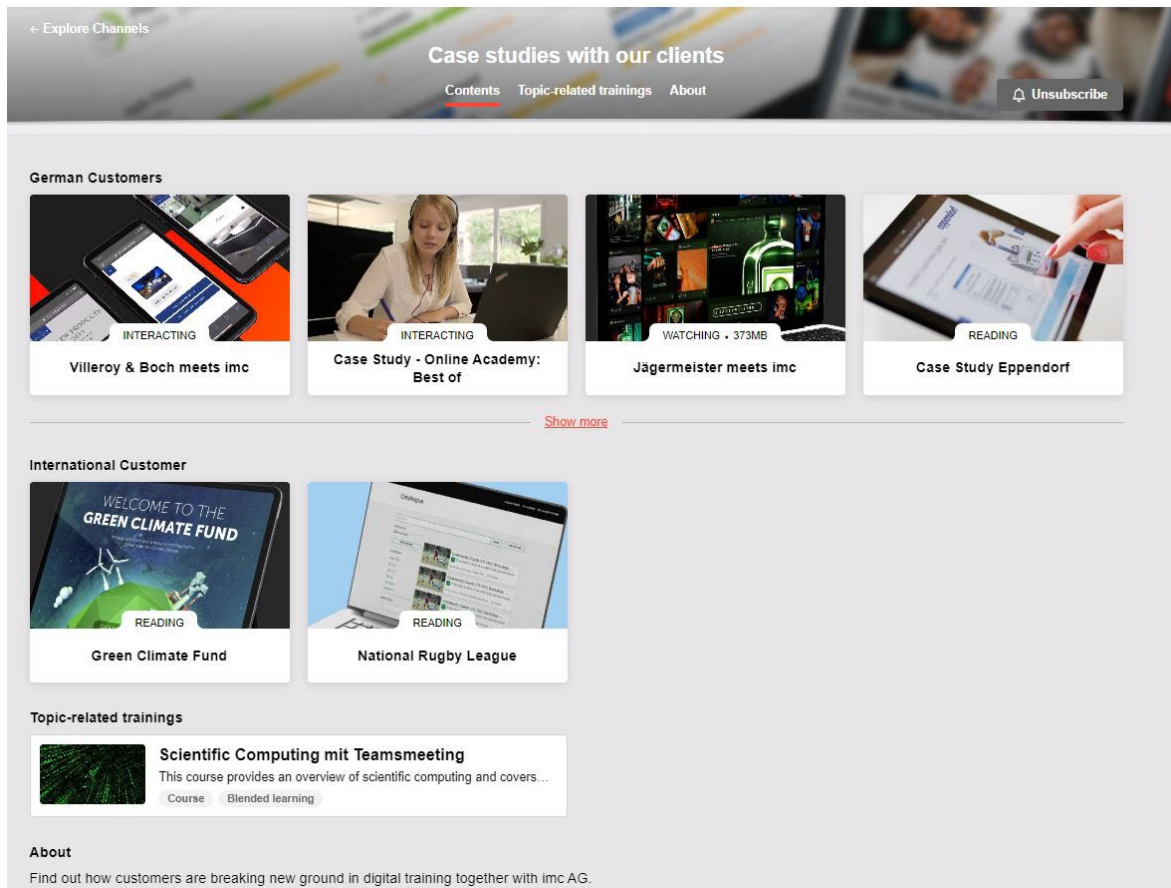 ← Explore Channels
Case studies with our clients
Contents Topic-related trainings About
Unsubscribe
German Customers
INTERACTING
Villeroy & Boch meets imc
INTERACTING
Case Study - Online Academy:
Best of
WATCHING • 373MB
Jägermeister meets imc
eppendorf
READING
Case Study Eppendorf
Show more
International Customer
WELCOME TO THE
GREEN CLIMATE FUND
READING
Green Climate Fund
Catalogue
READING
National Rugby League
Topic-related trainings
Scientific Computing mit Teamsmeeting
This course provides an overview of scientific computing and covers...
Course Blended learning
About
Find out how customers are breaking new ground in digital training together with imc AG.